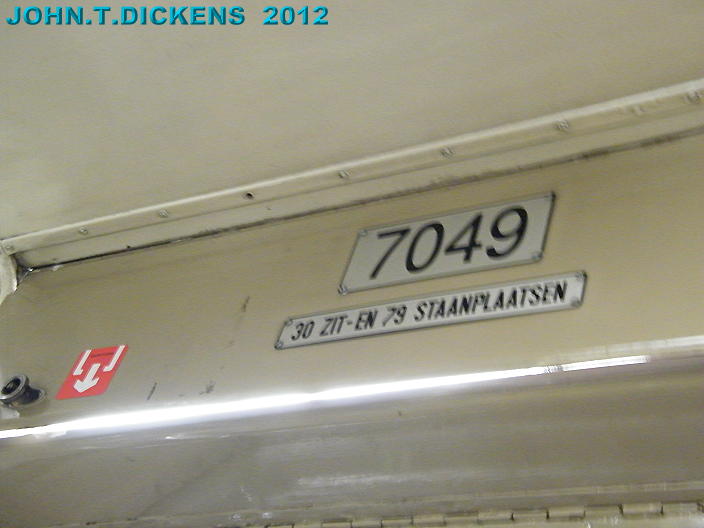 JOHN.T.DICKENS 2012
7049
30 ZIT-EN 79 STAANPLAATSEN